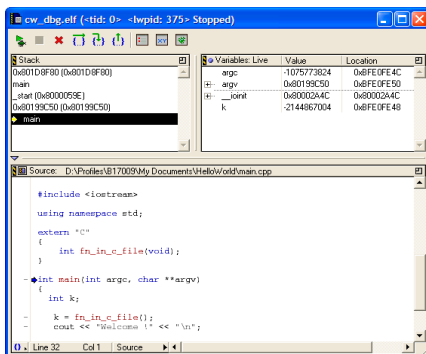 cw_dbg.elf (<tid: 0> <lwpid: 375> Stopped)
Stack
0x801D8F80 (0x801D8F80)
main
_start (0x8000059E)
0x80199C50 (0x80199C50)
main
Variables: Live Value Location
argc -1075773824 0xBFE0FE4C
argv 0x80199C50 0xBFE0FE50
__ioinit 0x80002A4C 0x80002A4C
k -2144867004 0xBFE0FE48
Source: D:\Profiles\B17009\My Documents\HelloWorld\main.cpp
#include <iostream>
using namespace std;
extern "C"
{
int fn_in_c_file(void);
}
int main(int argc, char **argv)
{
int k;
k = fn_in_c_file();
cout << "Welcome !" << "\n";
Line 32 Col 1 Source